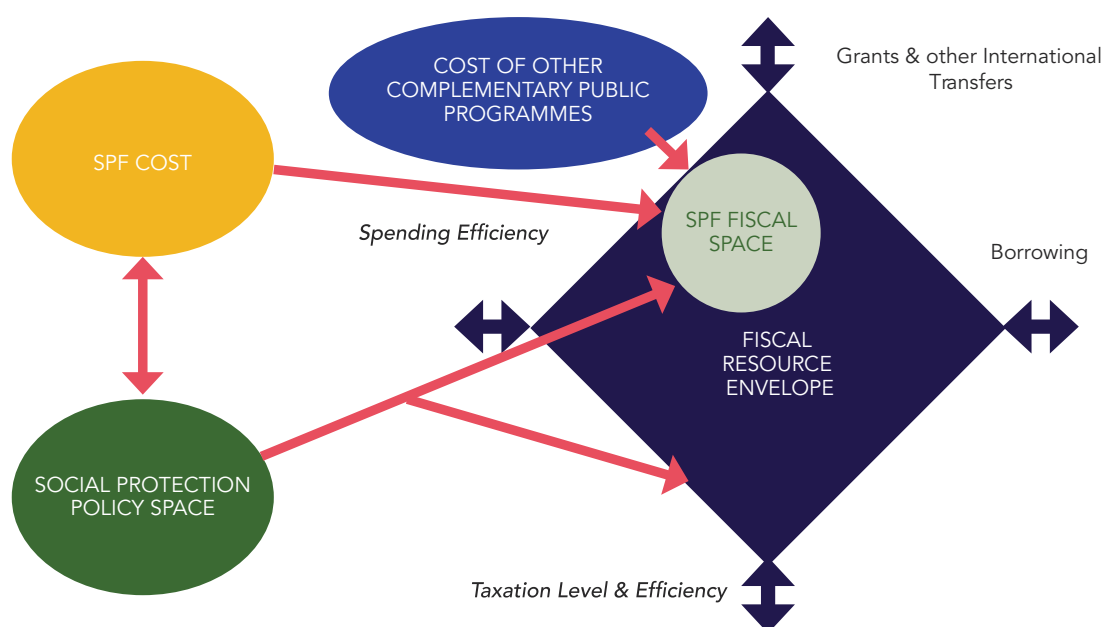 COST OF OTHER
COMPLEMENTARY PUBLIC
PROGRAMMES
Grants & other International
Transfers
SPF COST
SPF FISCAL
SPACE
Spending Efficiency
Borrowing
FISCAL
RESOURCE
ENVELOPE
SOCIAL PROTECTION
POLICY SPACE
Taxation Level & Efficiency